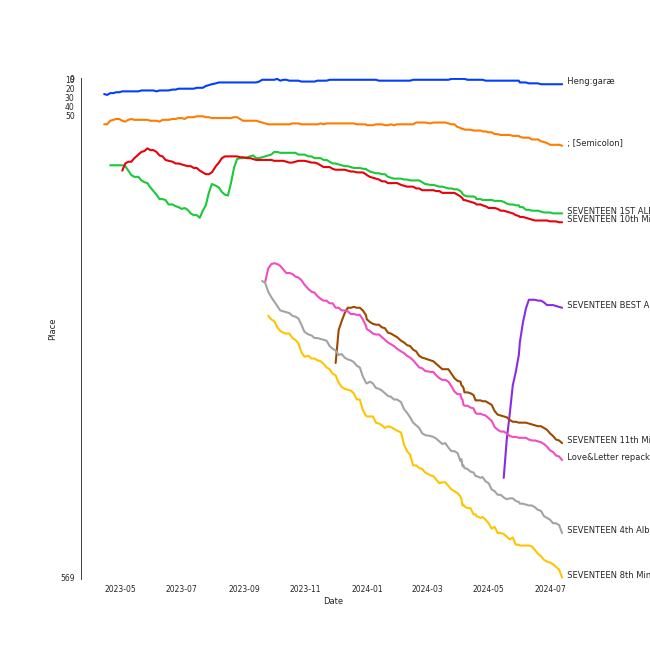 10
20
30
40
50
569
Place
2023-05 2023-07 2023-09 2023-11 2024-01 2024-03 2024-05 2024-07
Date
Heng:garæ
; [Semicolon]
SEVENTEEN 1ST ALB
SEVENTEEN 10th Mi
SEVENTEEN BEST A
SEVENTEEN 11th Mi
Love&Letter repack
SEVENTEEN 4th Alb
SEVENTEEN 8th Min